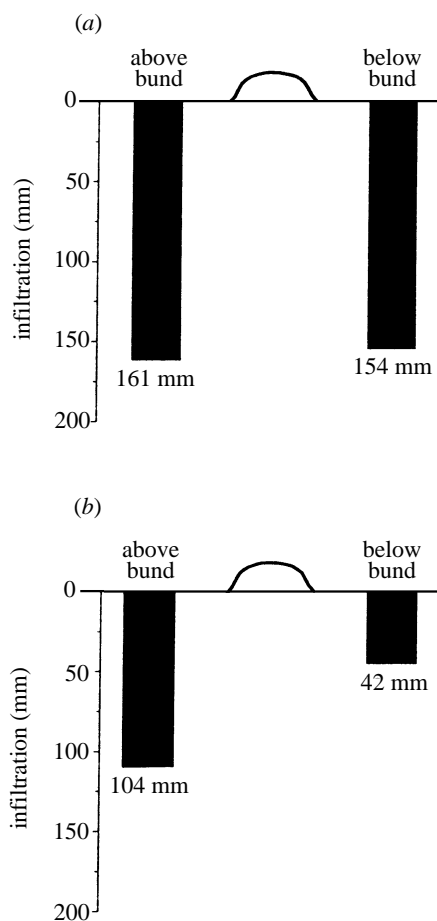 (a)
above
bund
below
bund
0
50
100
150
200
infiltration (mm)
161 mm
154 mm
(b)
above
bund
below
bund
0
50
100
150
200
infiltration (mm)
104 mm
42 mm